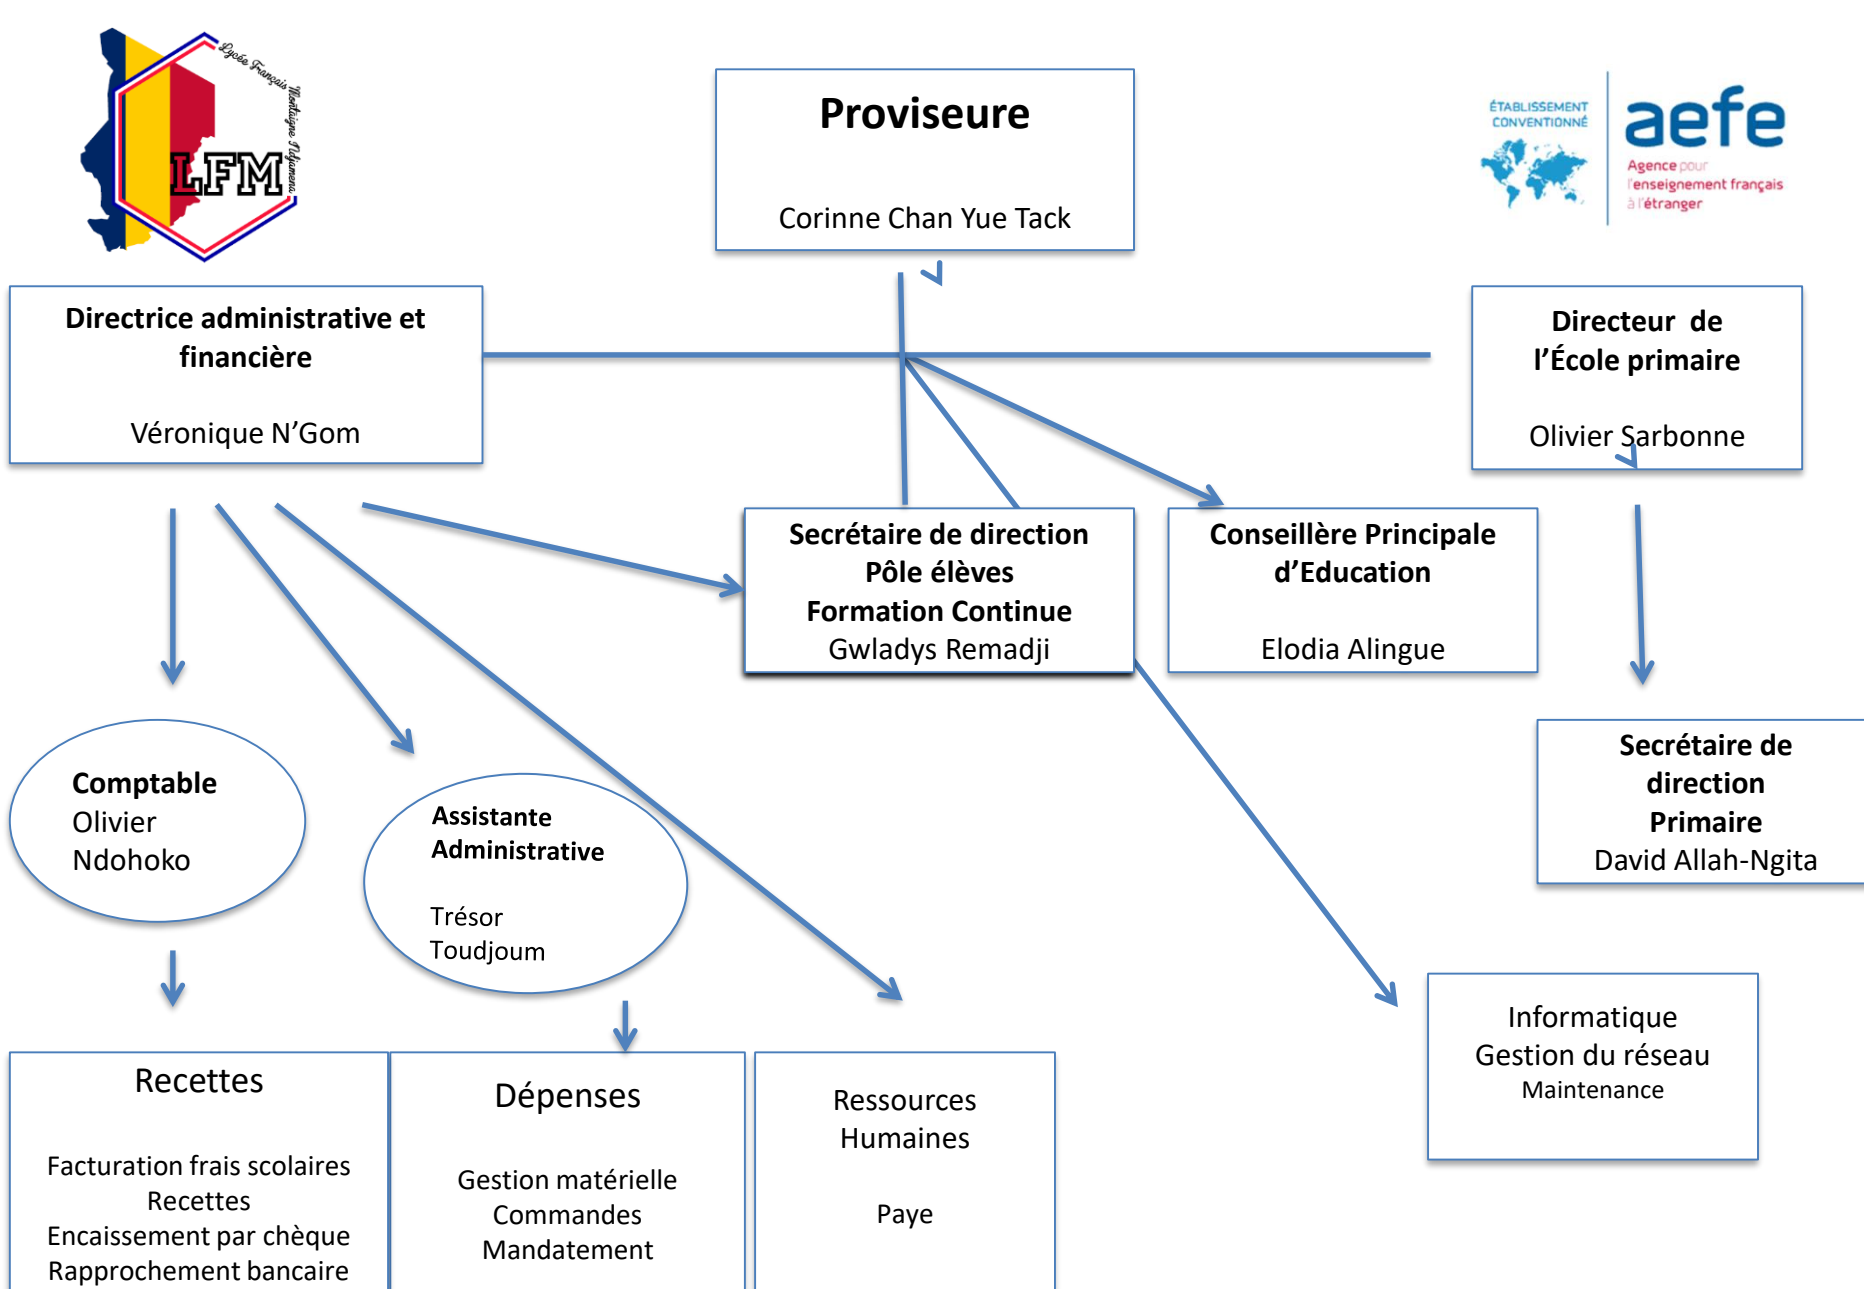 Lycée Français Montaigne Ndjamena
LFM
Proviseure
Corinne Chan Yue Tack
ÉTABLISSEMENT
CONVENTIONNÉ
aefe
Agence pour
l'enseignement français
à l'étranger
Directrice administrative et
financière
Véronique N'Gom
Directeur de
l'École primaire
Olivier Sarbonne
Secrétaire de direction
Pôle élèves
Formation Continue
Gwladys Remadji
Conseillère Principale
d'Education
Elodia Alingue
Comptable
Olivier
Ndohoko
Assistante
Administrative
Trésor
Toudjoum
Secrétaire de
direction
Primaire
David Allah-Ngita
Informatique
Gestion du réseau
Maintenance
Recettes
Facturation frais scolaires
Recettes
Encaissement par chèque
Rapprochement bancaire
Dépenses
Gestion matérielle
Commandes
Mandatement
Ressources
Humaines
Paye